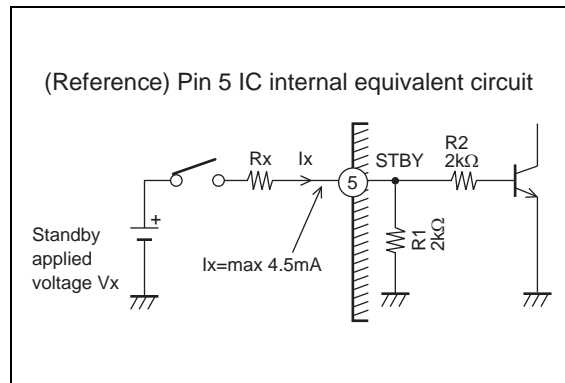 (Reference) Pin 5 IC internal equivalent circuit
Rx
Ix
5
STBY
R2
2kΩ
+
Standby
applied
voltage Vx
Ix=max 4.5mA
R1
2kΩ